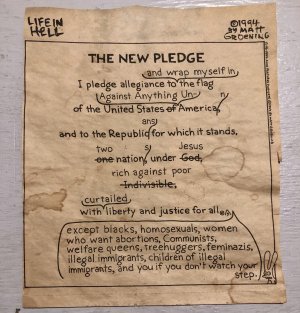 LIFE IN
HELL
©1994
BY MATT
GROENING
THE NEW PLEDGE
and wrap myself in
I pledge allegiance to the flag
Against Anything Un- n
of the United States of America,
ans
and to the Republic for which it stands,
two s Jesus
one nation, under God,
rich against poor
Indivisible,
curtailed
with liberty and justice for all
except blacks, homosexuals, women
who want abortions, Communists,
welfare queens, treehuggers, feminazis,
illegal immigrants, children of illegal
immigrants, and you if you don't watch your
step.